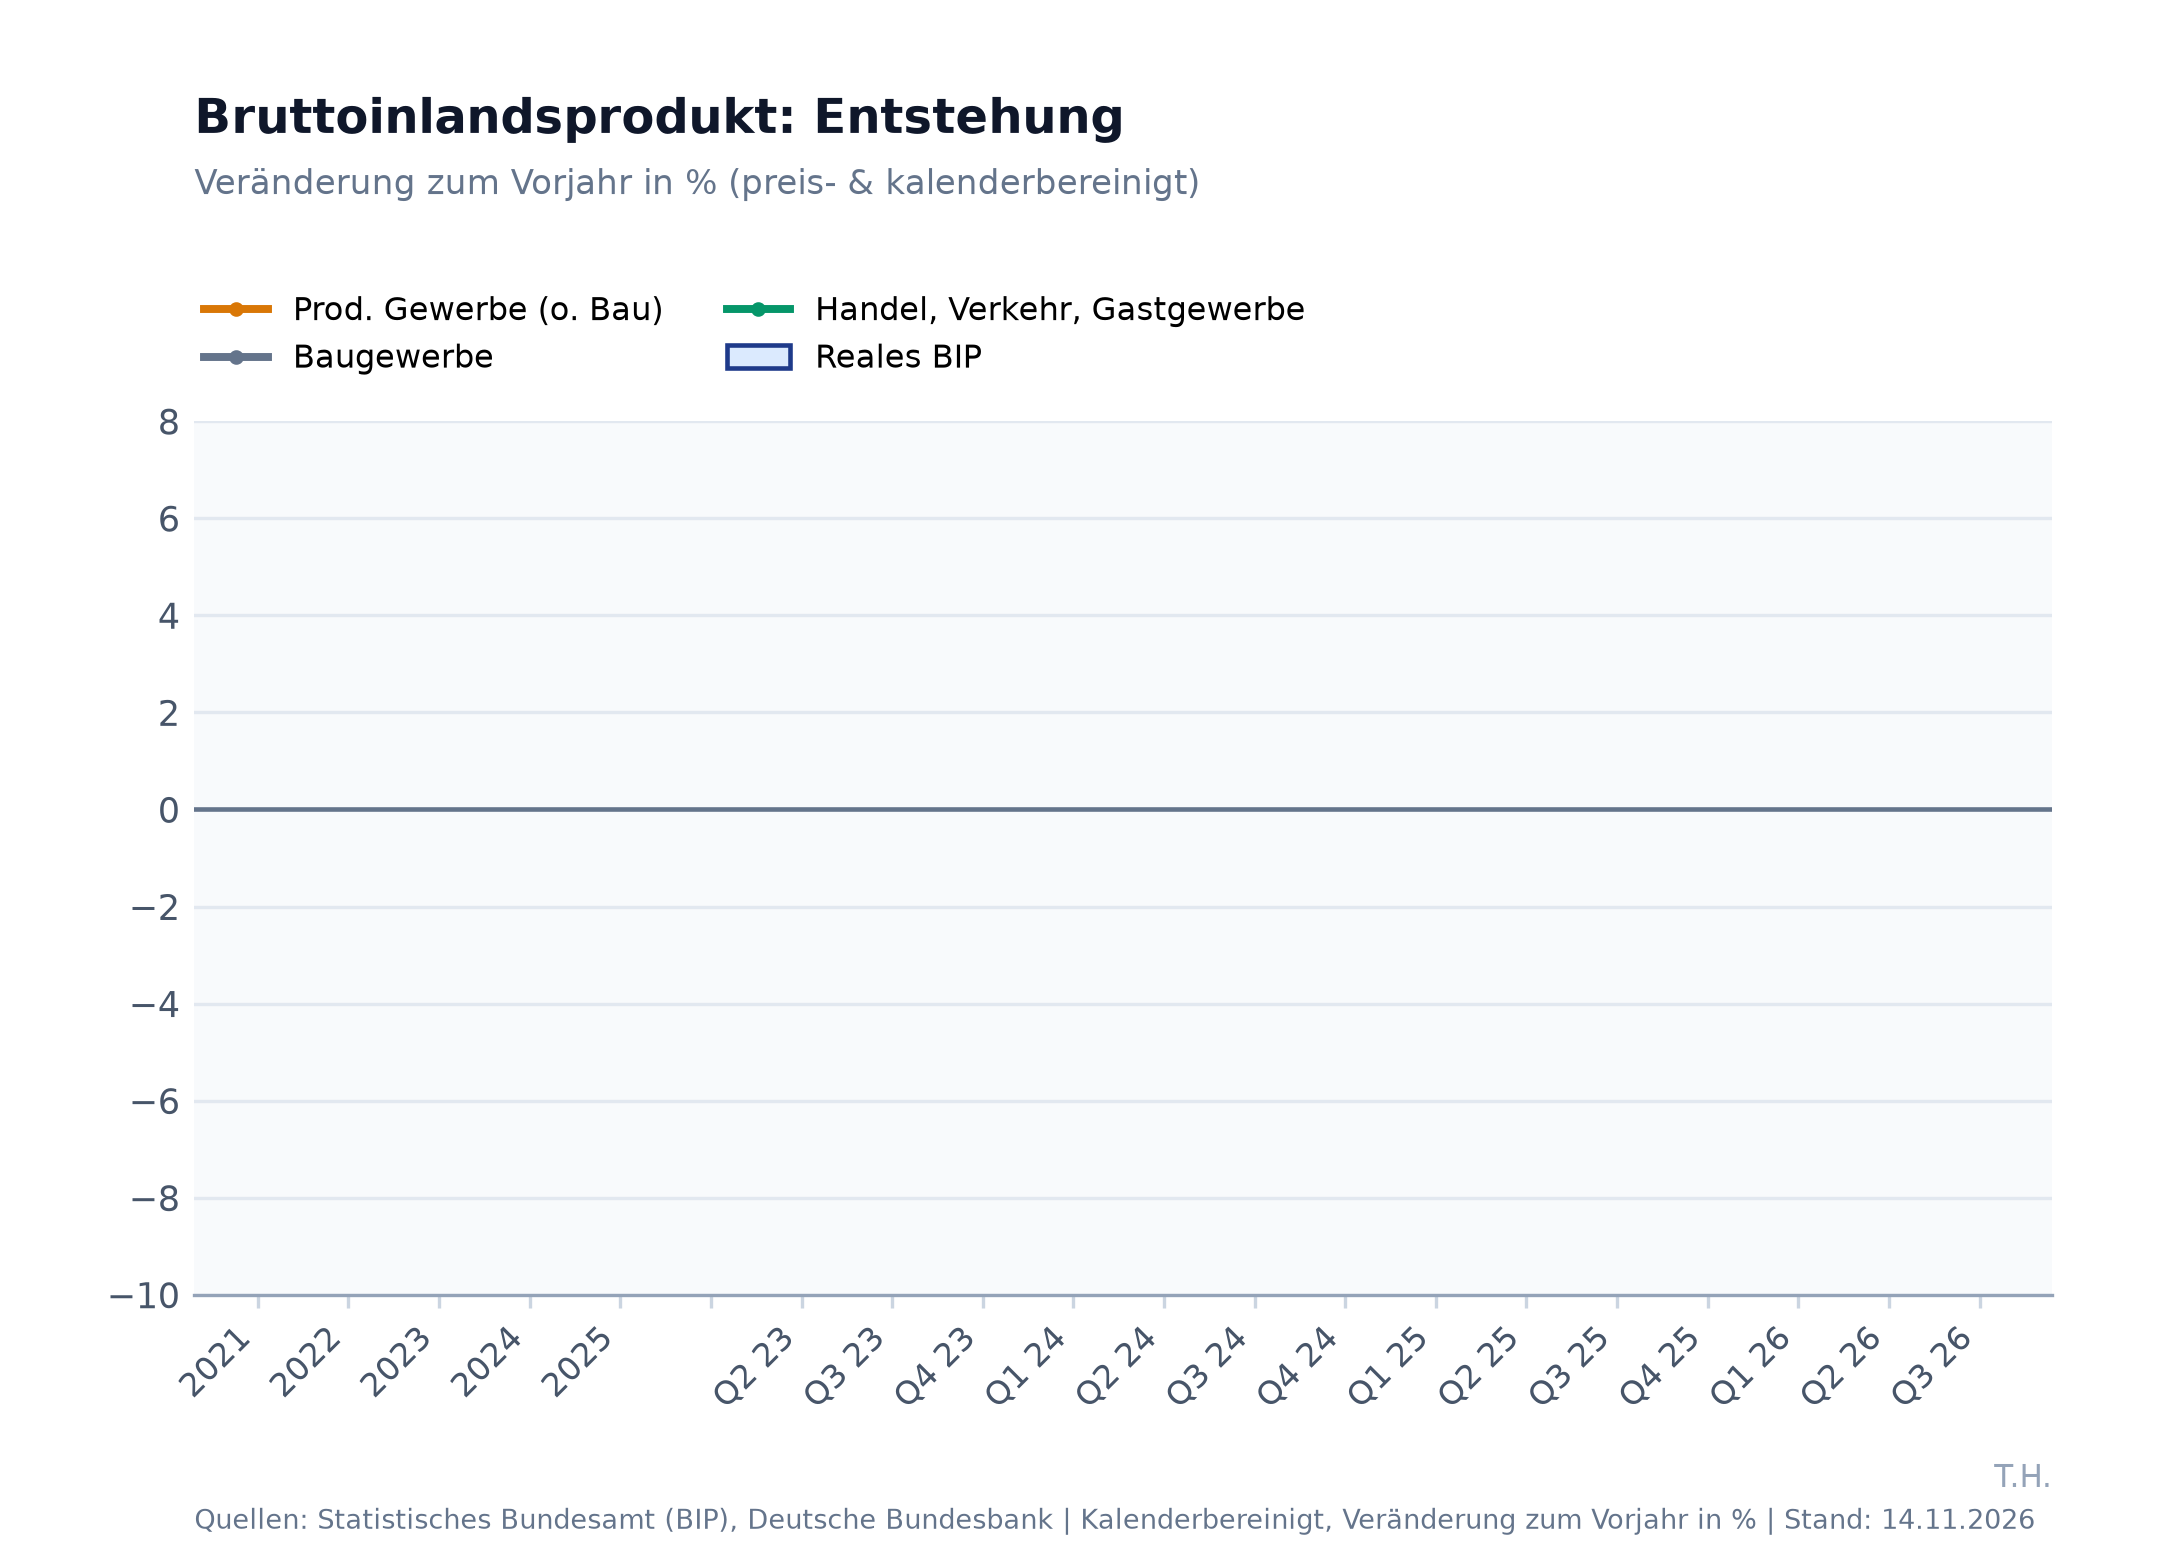 Bruttoinlandsprodukt: Entstehung
Veränderung zum Vorjahr in % (preis- & kalenderbereinigt)
Prod. Gewerbe (o. Bau) Handel, Verkehr, Gastgewerbe
Baugewerbe Reales BIP
8
6
4
2
0
−2
−4
−6
−8
−10
2021 2022 2023 2024 2025 Q2 23 Q3 23 Q4 23 Q1 24 Q2 24 Q3 24 Q4 24 Q1 25 Q2 25 Q3 25 Q4 25 Q1 26 Q2 26 Q3 26
T.H.
Quellen: Statistisches Bundesamt (BIP), Deutsche Bundesbank | Kalenderbereinigt, Veränderung zum Vorjahr in % | Stand: 14.11.2026